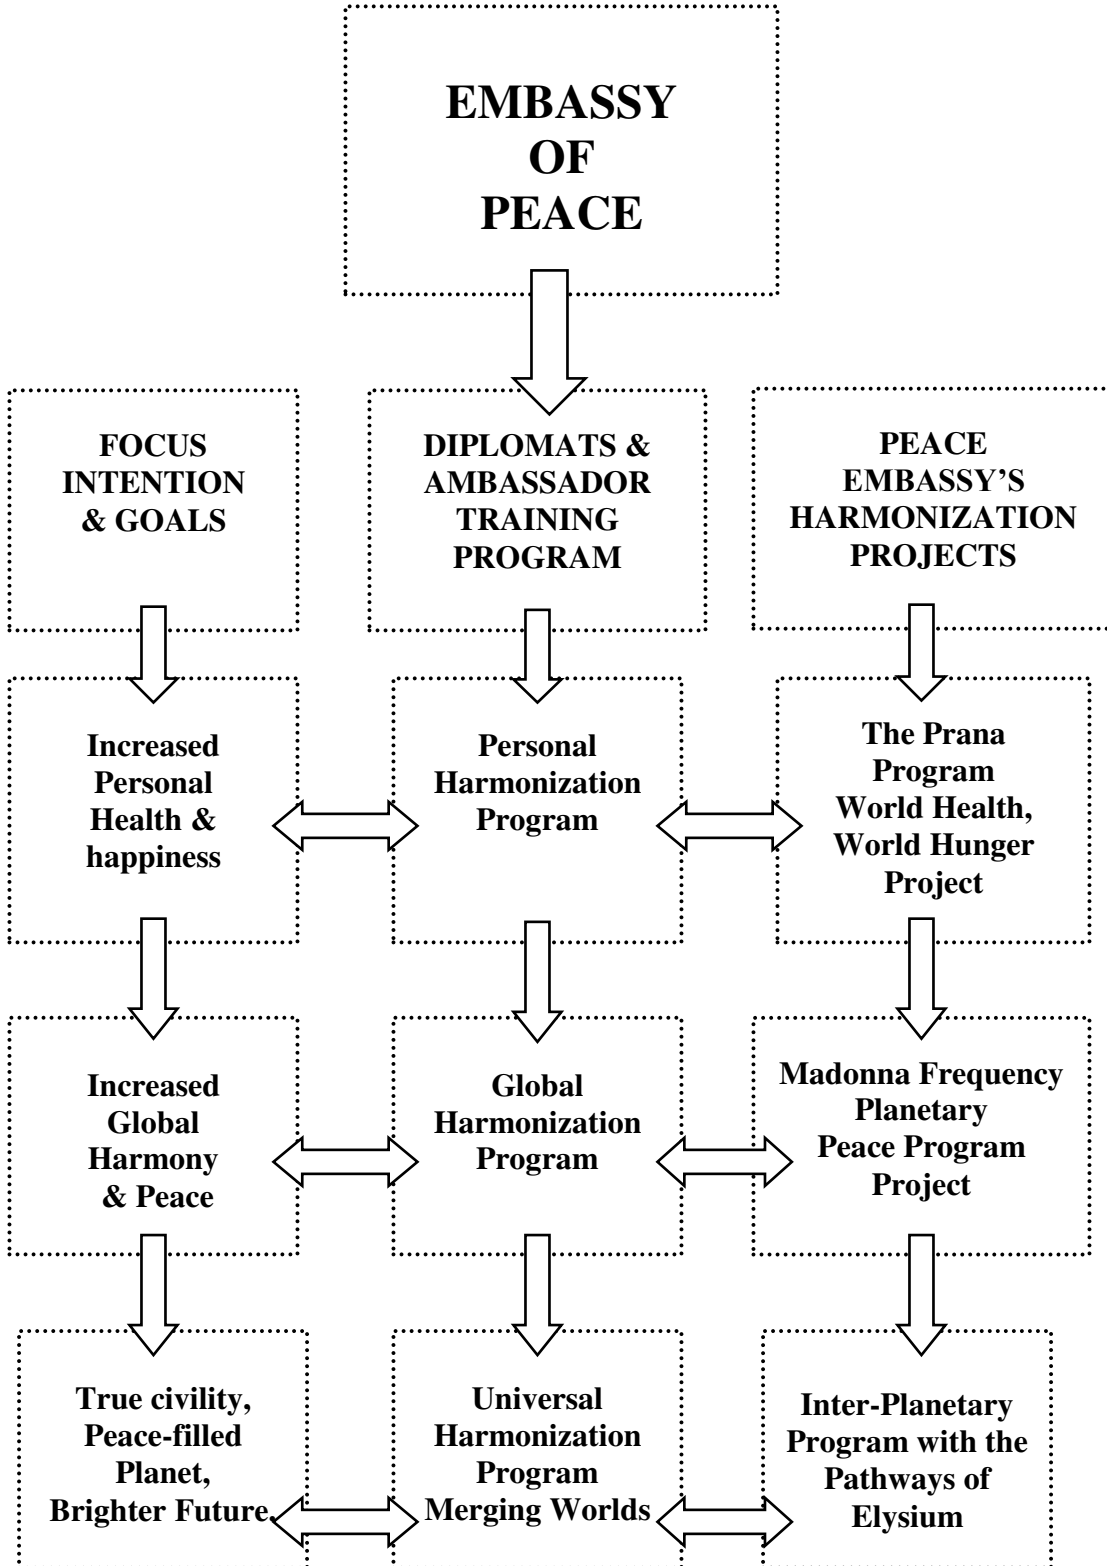 EMBASSY
OF
PEACE
FOCUS
INTENTION
& GOALS
DIPLOMATS &
AMBASSADOR
TRAINING
PROGRAM
PEACE
EMBASSY’S
HARMONIZATION
PROJECTS
Increased
Personal
Health &
happiness
Personal
Harmonization
Program
The Prana
Program
World Health,
World Hunger
Project
Increased
Global
Harmony
& Peace
Global
Harmonization
Program
Madonna Frequency
Planetary
Peace Program
Project
True civility,
Peace-filled
Planet,
Brighter Future.
Universal
Harmonization
Program
Merging Worlds
Inter-Planetary
Program with the
Pathways of
Elysium